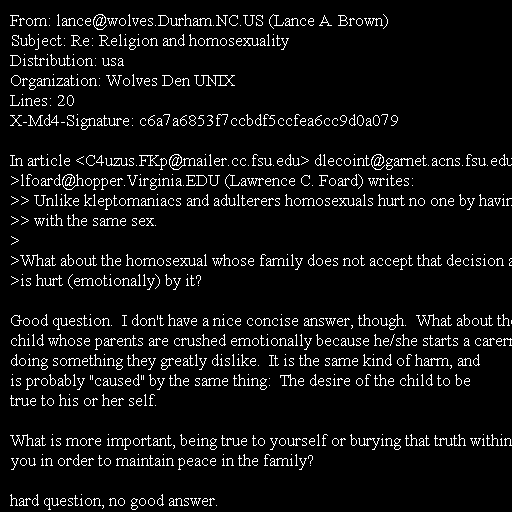 From: lance@wolves.Durham.NC.US (Lance A. Brown)
Subject: Re: Religion and homosexuality
Distribution: usa
Organization: Wolves Den UNIX
Lines: 20
X-Md4-Signature: c6a7a6853f7ccbdf5ccfea6cc9d0a079

In article <C4uzus.FKp@mailer.cc.fsu.edu> dlecoint@garnet.acns.fsu.edu
>lfoard@hopper.Virginia.EDU (Lawrence C. Foard) writes:
>> Unlike kleptomaniacs and adulterers homosexuals hurt no one by
>> with the same sex.
>
>What about the homosexual whose family does not accept that decision
>is hurt (emotionally) by it?

Good question.  I don't have a nice concise answer, though.  What about
child whose parents are crushed emotionally because he/she starts a
doing something they greatly dislike.  It is the same kind of harm, and
is probably "caused" by the same thing:  The desire of the child to be
true to his or her self.

What is more important, being true to yourself or burying that truth within
you in order to maintain peace in the family?

hard question, no good answer.